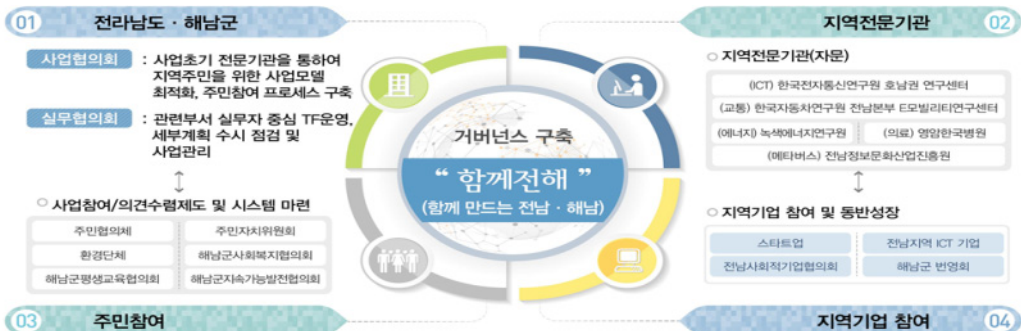 01 전라남도 · 해남군
사업협의회 : 사업초기 전문기관을 통하여
지역주민을 위한 사업모델
최적화, 주민참여 프로세스 구축
실무협의회 : 관련부서 실무자 중심 TF운영,
세부계획 수시 점검 및
사업관리
사업참여/의견수렴제도 및 시스템 마련
주민협의체 주민자치위원회
환경단체 해남군사회복지협의회
해남군평생교육협의회 해남군지속가능발전협의회
03 주민참여
거버넌스 구축
“ 함께전해 ”
(함께 만드는 전남 · 해남)
지역전문기관 02
지역전문기관(자문)
(ICT) 한국전자통신연구원 호남권 연구센터
(교통) 한국자동차연구원 전남본부 E모빌리티연구센터
(에너지) 녹색에너지연구원 (의료) 영암한국병원
(메타버스) 전남정보문화산업진흥원
지역기업 참여 및 동반성장
스타트업 전남지역 ICT 기업
전남사회적기업협의회 해남군 번영회
지역기업 참여 04